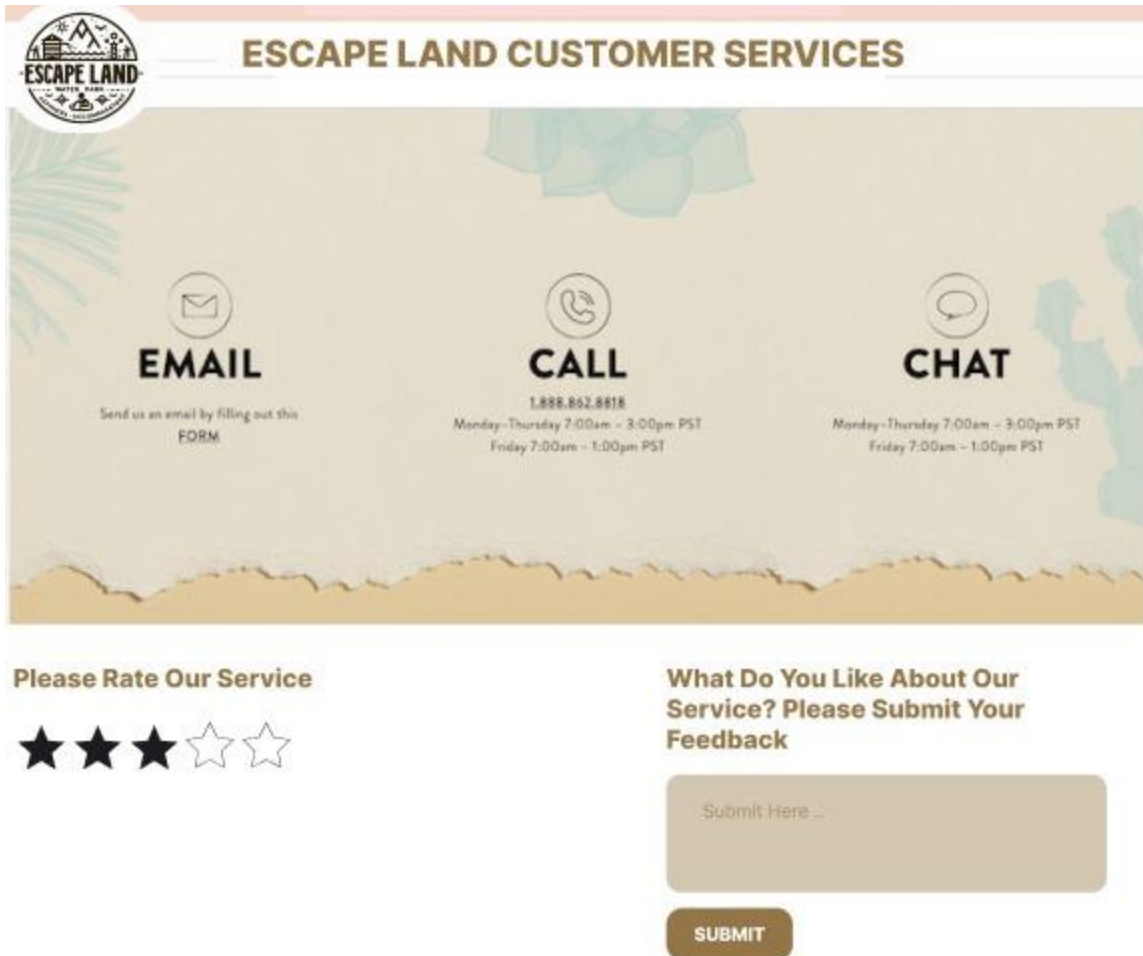 ESCAPE LAND CUSTOMER SERVICES
ESCAPE LAND
WATER PARK
EMAIL
Send us an email by filling out this
FORM
CALL
1.888.862.8818
Monday-Thursday 7:00am - 3:00pm PST
Friday 7:00am - 1:00pm PST
CHAT
Monday-Thursday 7:00am - 3:00pm PST
Friday 7:00am - 1:00pm PST
Please Rate Our Service
What Do You Like About Our
Service? Please Submit Your
Feedback
Submit Here ...
SUBMIT